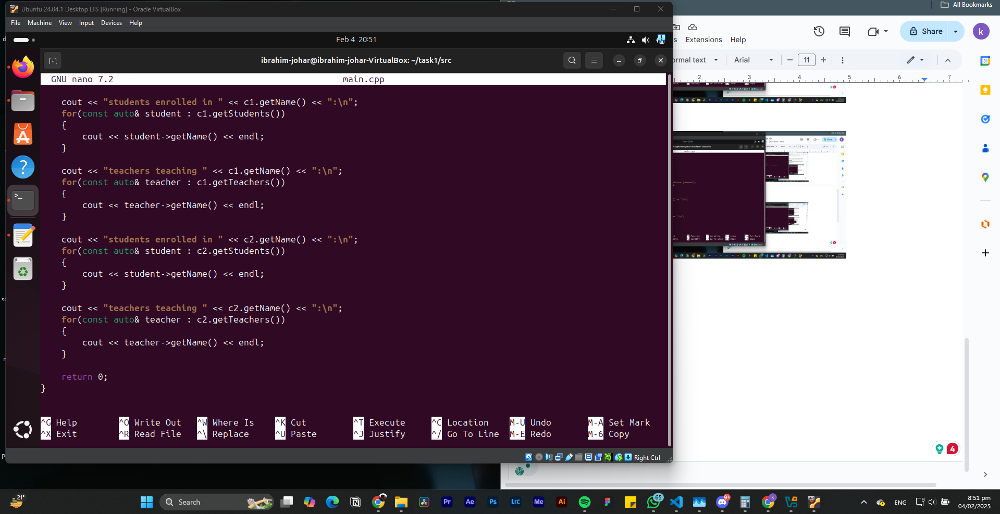 Ubuntu 24.04.1 Desktop LTS [Running] - Oracle VirtualBox
File Machine View Input Devices Help
Feb 4 20:51
ibrahim-johar@ibrahim-johar-VirtualBox: ~/task1/src
GNU nano 7.2 main.cpp
cout << "students enrolled in " << c1.getName() << ":\n";
for(const auto& student : c1.getStudents())
{
cout << student->getName() << endl;
}
cout << "teachers teaching " << c1.getName() << ":\n";
for(const auto& teacher : c1.getTeachers())
{
cout << teacher->getName() << endl;
}
cout << "students enrolled in " << c2.getName() << ":\n";
for(const auto& student : c2.getStudents())
{
cout << student->getName() << endl;
}
cout << "teachers teaching " << c2.getName() << ":\n";
for(const auto& teacher : c2.getTeachers())
{
cout << teacher->getName() << endl;
}
return 0;
}
^G Help ^O Write Out ^W Where Is ^K Cut ^T Execute ^C Location M-U Undo M-A Set Mark
^X Exit ^R Read File ^\ Replace ^U Paste ^J Justify ^/ Go To Line M-E Redo M-6 Copy
Right Ctrl
All Bookmarks
Extensions Help
Share
k
Arial
11
2 3 4 5 6 7
4
21°
Search
Pr Ae Ps Lrc Me Ai
65
9+
ENG
8:51 pm
04/02/2025